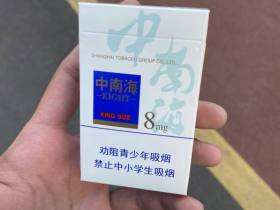 中南海
SHANGHAI TOBACCO GROUP CO., LTD.
中南海
EIGHT
KING SIZE
8mg
劝阻青少年吸烟
禁止中小学生吸烟